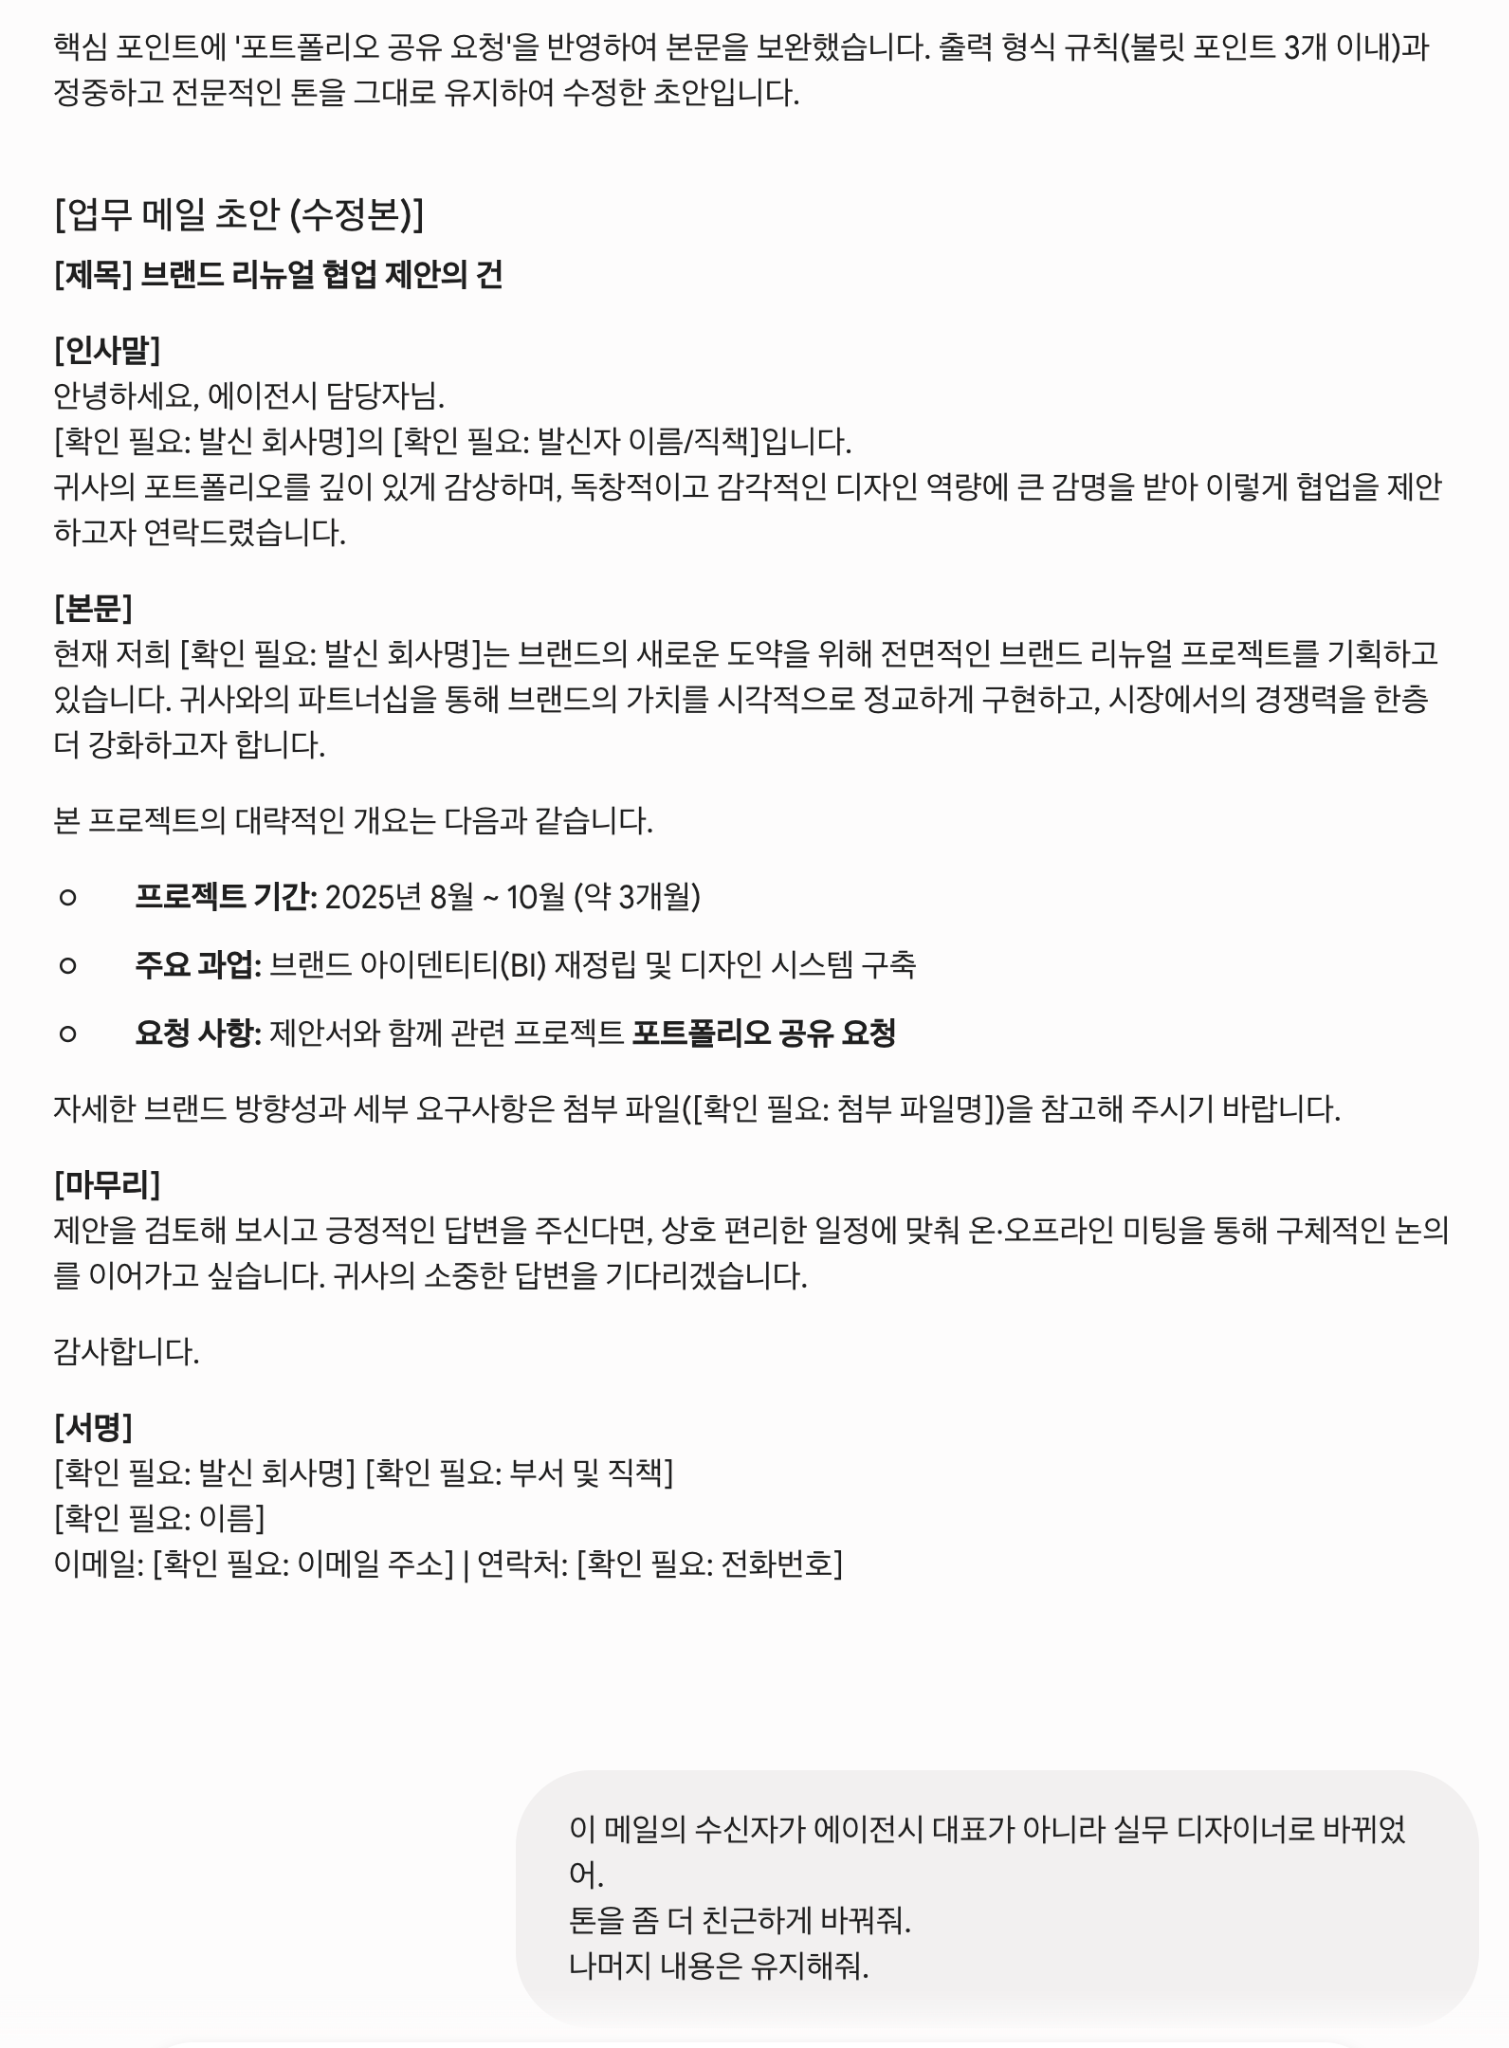 핵심 포인트에 '포트폴리오 공유 요청'을 반영하여 본문을 보완했습니다. 출력 형식 규칙(불릿 포인트 3개 이내)과
정중하고 전문적인 톤을 그대로 유지하여 수정한 초안입니다.
[업무 메일 초안 (수정본)]
[제목] 브랜드 리뉴얼 협업 제안의 건
[인사말]
안녕하세요, 에이전시 담당자님.
[확인 필요: 발신 회사명]의 [확인 필요: 발신자 이름/직책]입니다.
귀사의 포트폴리오를 깊이 있게 감상하며, 독창적이고 감각적인 디자인 역량에 큰 감명을 받아 이렇게 협업을 제안
하고자 연락드렸습니다.
[본문]
현재 저희 [확인 필요: 발신 회사명]는 브랜드의 새로운 도약을 위해 전면적인 브랜드 리뉴얼 프로젝트를 기획하고
있습니다. 귀사와의 파트너십을 통해 브랜드의 가치를 시각적으로 정교하게 구현하고, 시장에서의 경쟁력을 한층
더 강화하고자 합니다.
본 프로젝트의 대략적인 개요는 다음과 같습니다.
프로젝트 기간: 2025년 8월 ~ 10월 (약 3개월)
주요 과업: 브랜드 아이덴티티(BI) 재정립 및 디자인 시스템 구축
요청 사항: 제안서와 함께 관련 프로젝트 포트폴리오 공유 요청
자세한 브랜드 방향성과 세부 요구사항은 첨부 파일([확인 필요: 첨부 파일명])을 참고해 주시기 바랍니다.
[마무리]
제안을 검토해 보시고 긍정적인 답변을 주신다면, 상호 편리한 일정에 맞춰 온·오프라인 미팅을 통해 구체적인 논의
를 이어가고 싶습니다. 귀사의 소중한 답변을 기다리겠습니다.
감사합니다.
[서명]
[확인 필요: 발신 회사명] [확인 필요: 부서 및 직책]
[확인 필요: 이름]
이메일: [확인 필요: 이메일 주소] | 연락처: [확인 필요: 전화번호]
이 메일의 수신자가 에이전시 대표가 아니라 실무 디자이너로 바뀌었
어.
톤을 좀 더 친근하게 바꿔줘.
나머지 내용은 유지해줘.